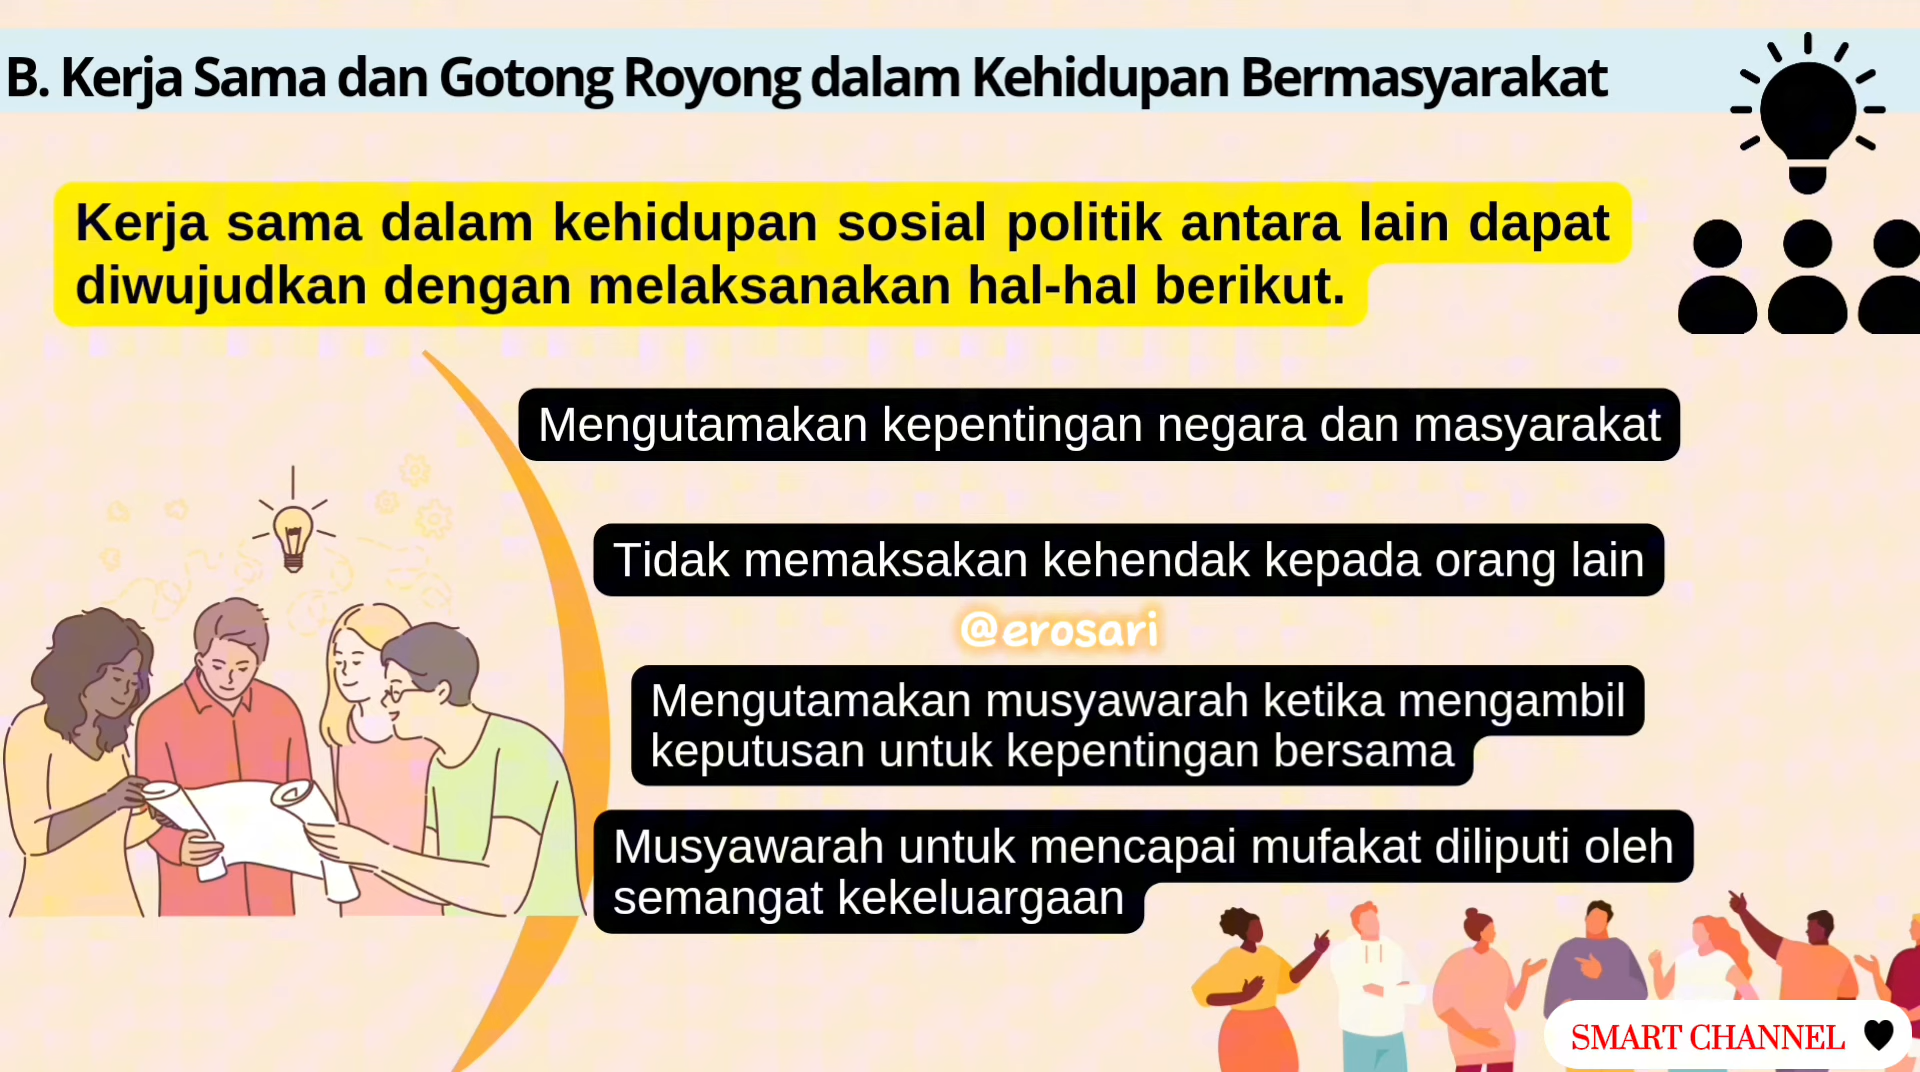 B. Kerja Sama dan Gotong Royong dalam Kehidupan Bermasyarakat
Kerja sama dalam kehidupan sosial politik antara lain dapat
diwujudkan dengan melaksanakan hal-hal berikut.
Mengutamakan kepentingan negara dan masyarakat
Tidak memaksakan kehendak kepada orang lain
@erosari
Mengutamakan musyawarah ketika mengambil
keputusan untuk kepentingan bersama
Musyawarah untuk mencapai mufakat diliputi oleh
semangat kekeluargaan
SMART CHANNEL